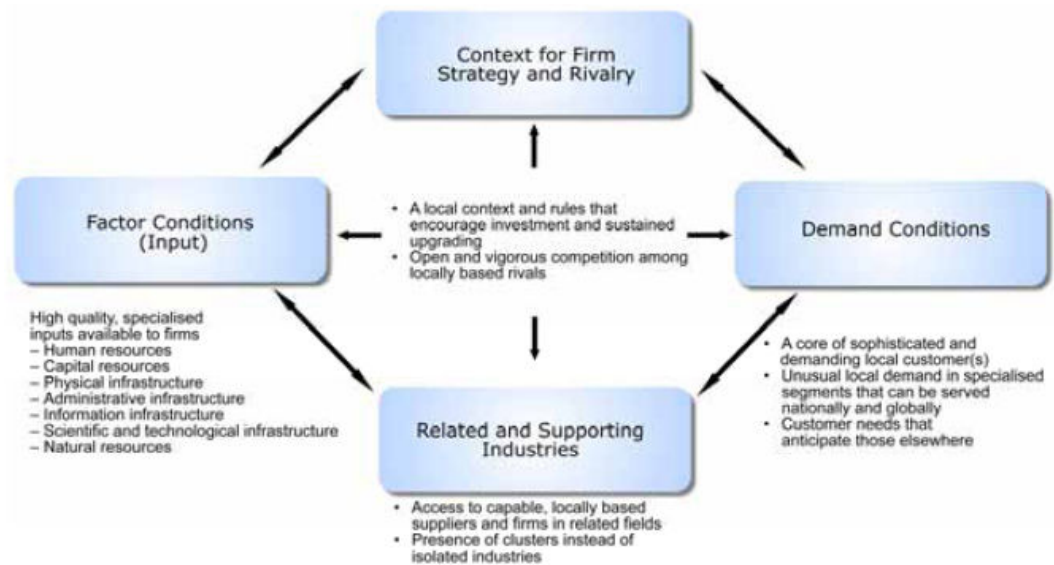 Context for Firm
Strategy and Rivalry
Factor Conditions
(Input)
• A local context and rules that
encourage investment and sustained
upgrading
• Open and vigorous competition among
locally based rivals
Demand Conditions
High quality, specialised
inputs available to firms
– Human resources
– Capital resources
– Physical infrastructure
– Administrative infrastructure
– Information infrastructure
– Scientific and technological infrastructure
– Natural resources
• A core of sophisticated and
demanding local customer(s)
• Unusual local demand in specialised
segments that can be served
nationally and globally
• Customer needs that
anticipate those elsewhere
Related and Supporting
Industries
• Access to capable, locally based
suppliers and firms in related fields
• Presence of clusters instead of
isolated industries